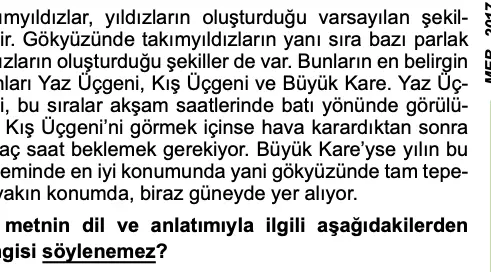 ımyıldızlar, yıldızların oluşturduğu varsayılan şekil-
ir. Gökyüzünde takımyıldızların yanı sıra bazı parlak
ızların oluşturduğu şekiller de var. Bunların en belirgin
ları Yaz Üçgeni, Kış Üçgeni ve Büyük Kare. Yaz Üç-
i, bu sıralar akşam saatlerinde batı yönünde görülü-
Kış Üçgeni’ni görmek içinse hava karardıktan sonra
aç saat beklemek gerekiyor. Büyük Kare’yse yılın bu
eminde en iyi konumunda yani gökyüzünde tam tepe-
yakın konumda, biraz güneyde yer alıyor.
metnin dil ve anlatımıyla ilgili aşağıdakilerden
ngisi söylenemez?
MEB 2017